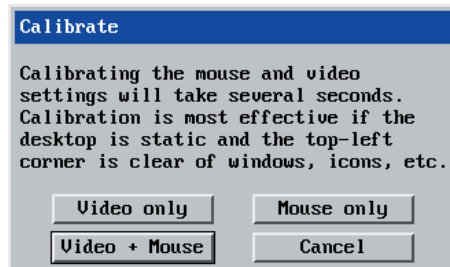 Calibrate
Calibrating the mouse and video
settings will take several seconds.
Calibration is most effective if the
desktop is static and the top-left
corner is clear of windows, icons, etc.
Video only
Mouse only
Video + Mouse
Cancel